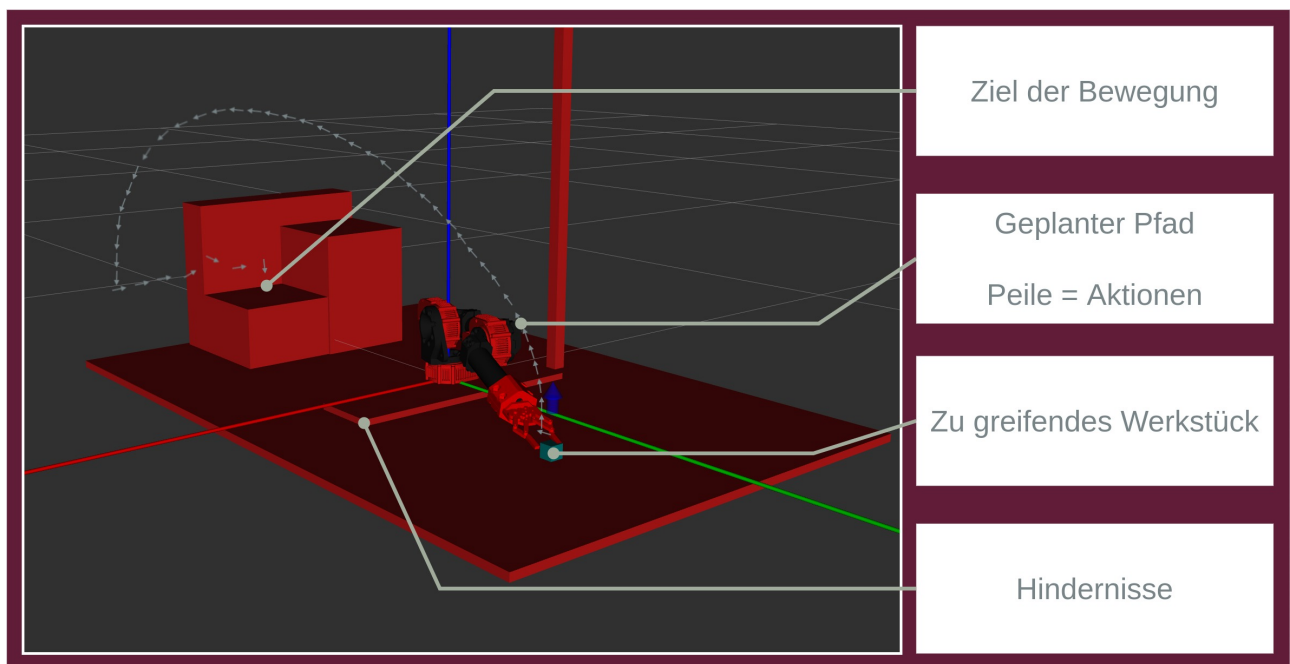 Ziel der Bewegung
Geplanter Pfad
Peile = Aktionen
Zu greifendes Werkstück
Hindernisse